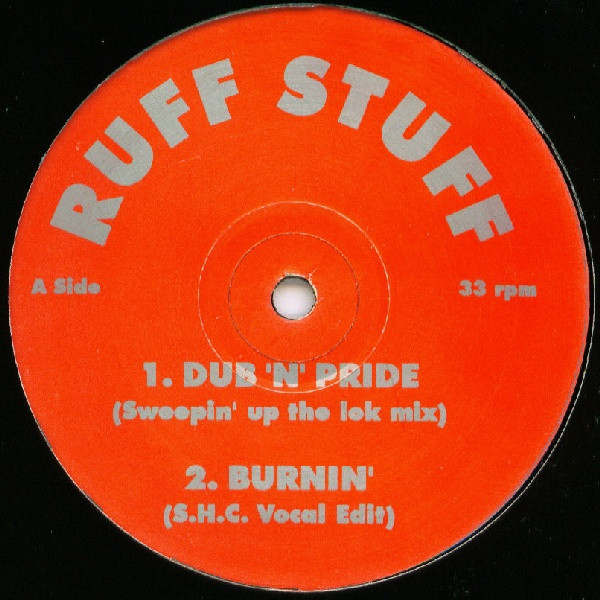 RUFF STUFF
A Side
33 rpm
1. DUB 'N' PRIDE
(Sweepin' up the lok mix)
2. BURNIN'
(S.H.C. Vocal Edit)